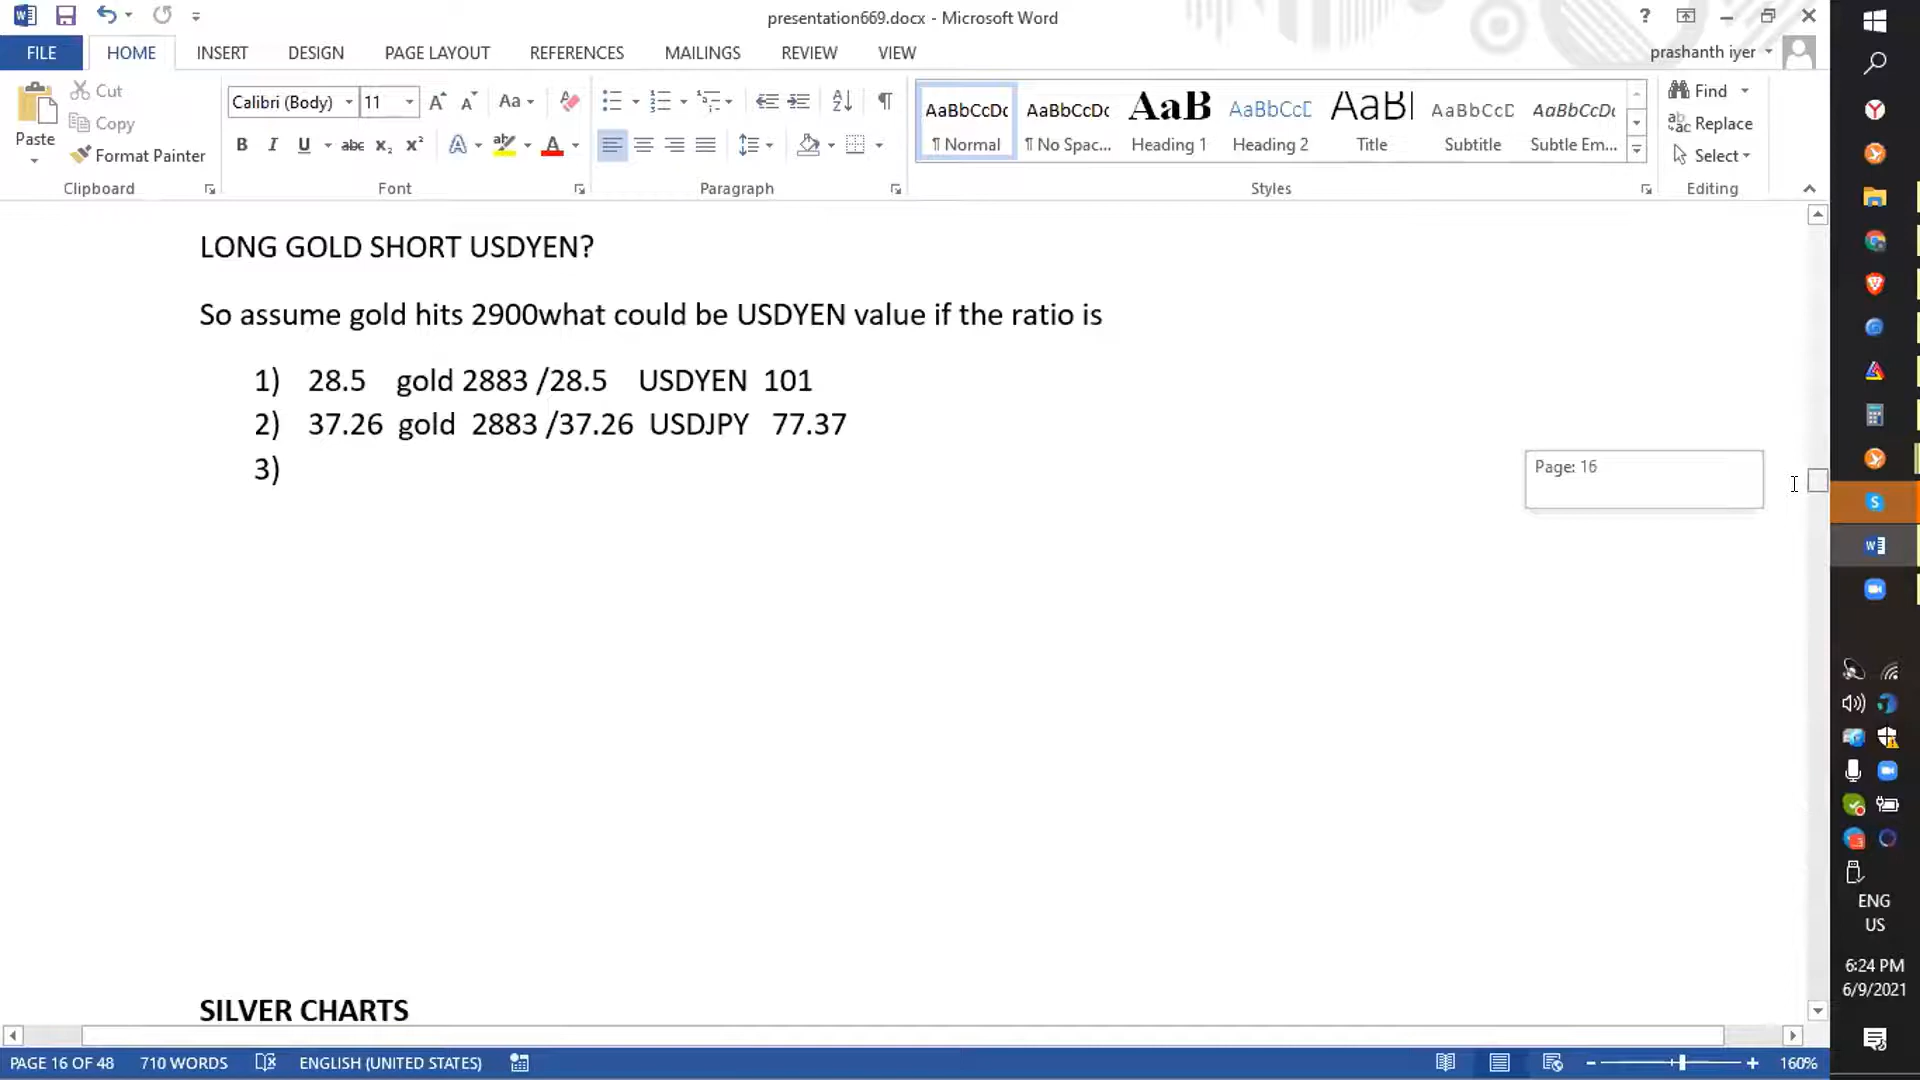 presentation669.docx - Microsoft Word
FILE HOME INSERT DESIGN PAGE LAYOUT REFERENCES MAILINGS REVIEW VIEW
prashanth iyer
Paste
Cut
Copy
Format Painter
Clipboard
Calibri (Body) 11
Font
Paragraph
AaBbCcDc AaBbCcDc AaB AaBbCcD AaB AaBbCcD AaBbCcDc
¶ Normal ¶ No Spac... Heading 1 Heading 2 Title Subtitle Subtle Em...
Styles
Find
Replace
Select
Editing
LONG GOLD SHORT USDYEN?
So assume gold hits 2900what could be USDYEN value if the ratio is
1) 28.5 gold 2883 /28.5 USDYEN 101
2) 37.26 gold 2883 /37.26 USDJPY 77.37
3)
Page: 16
SILVER CHARTS
PAGE 16 OF 48 710 WORDS ENGLISH (UNITED STATES)
160%
ENG
US
6:24 PM
6/9/2021